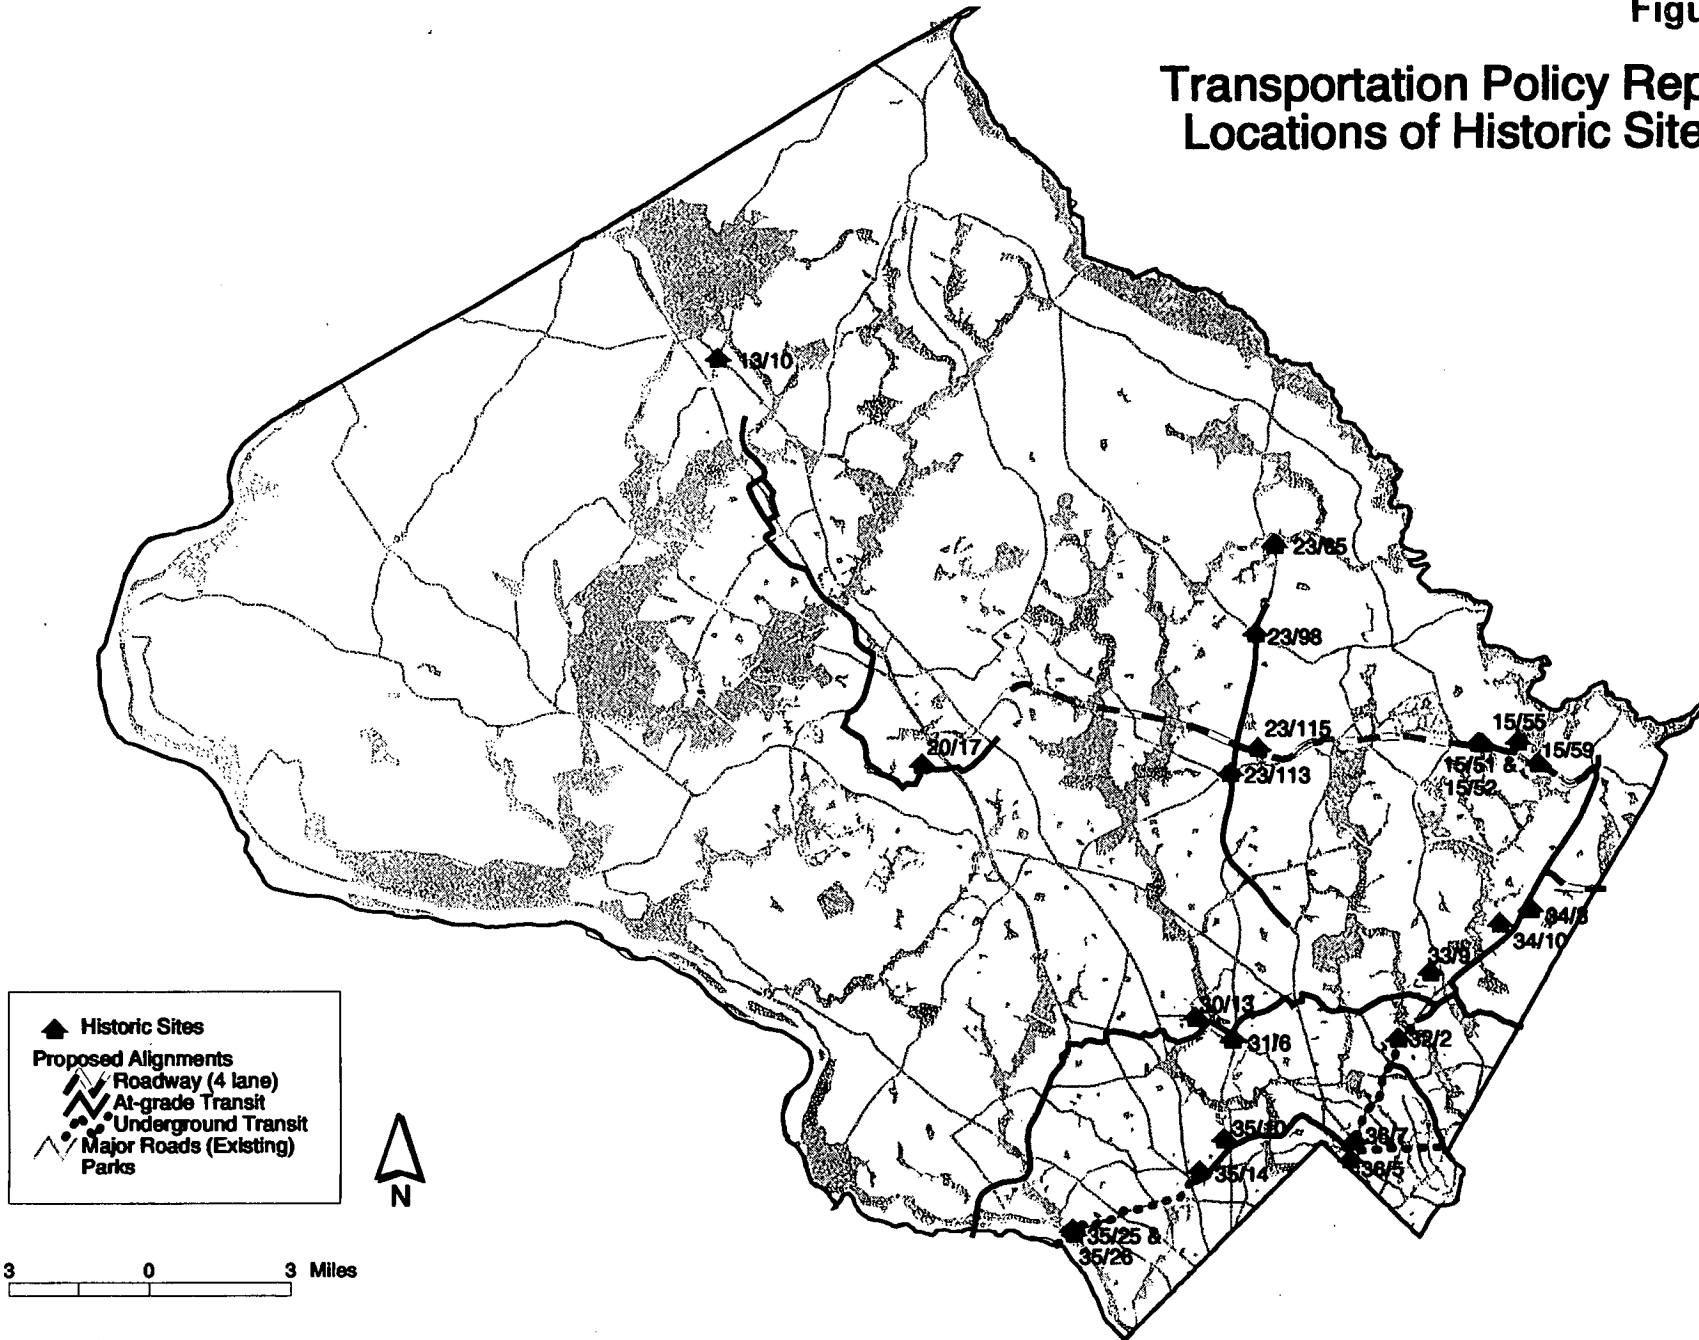 Figu
Transportation Policy Rep
Locations of Historic Site
13/10
23/65
23/98
23/115
23/113
20/17
15/55
15/59
15/51 &
15/52
34/8
34/10
33/9
30/13
31/6
32/2
35/10
35/14
36/7
36/5
35/25 &
35/26
Historic Sites
Proposed Alignments
Roadway (4 lane)
At-grade Transit
Underground Transit
Major Roads (Existing)
Parks
N
3 0 3 Miles